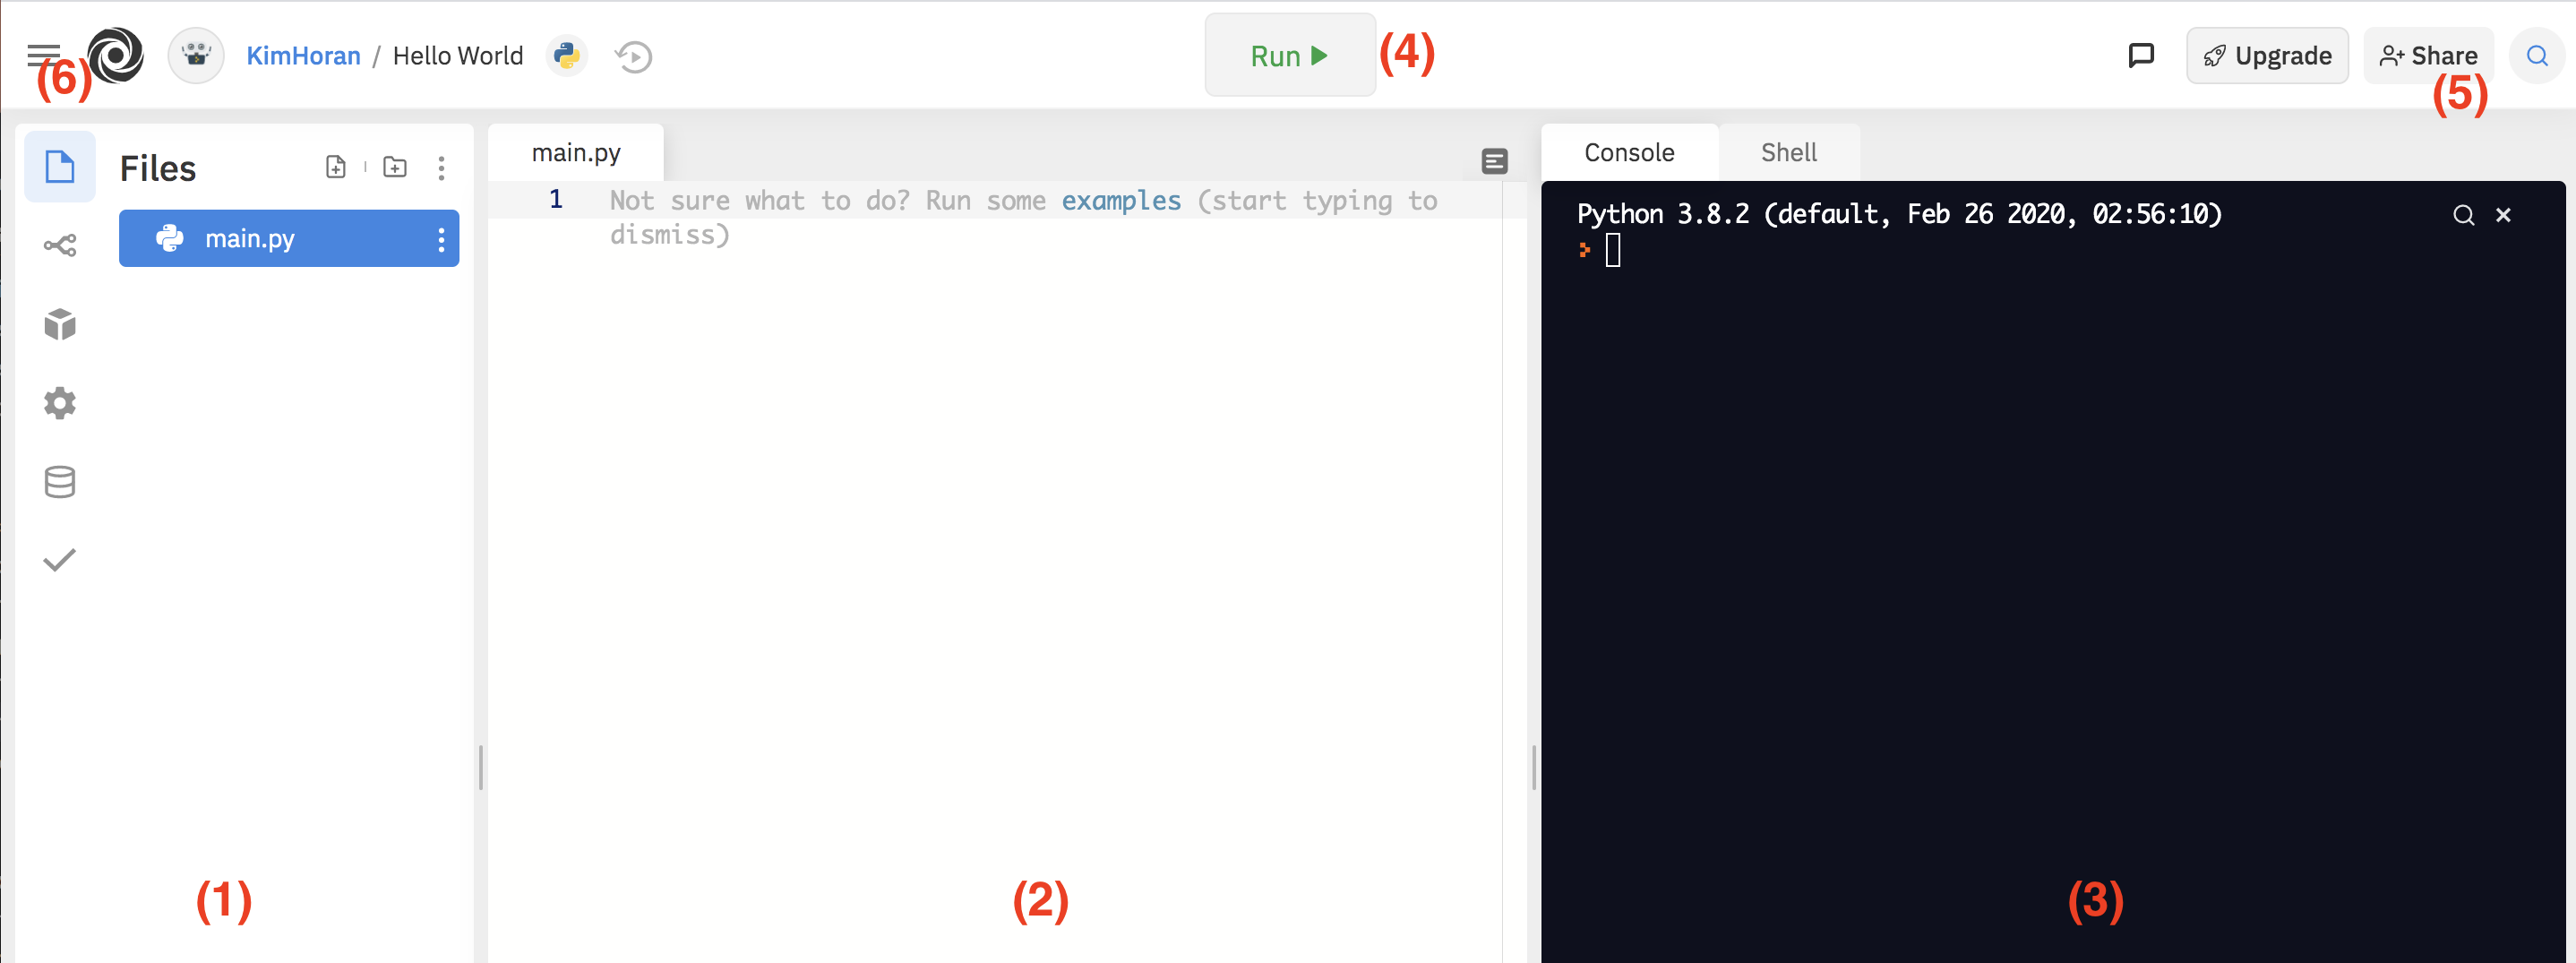 KimHoran / Hello World
Run
(4)
Upgrade
Share
(6)
(5)
Files
main.py
main.py
1 Not sure what to do? Run some examples (start typing to
dismiss)
Console
Shell
Python 3.8.2 (default, Feb 26 2020, 02:56:10)
(1)
(2)
(3)